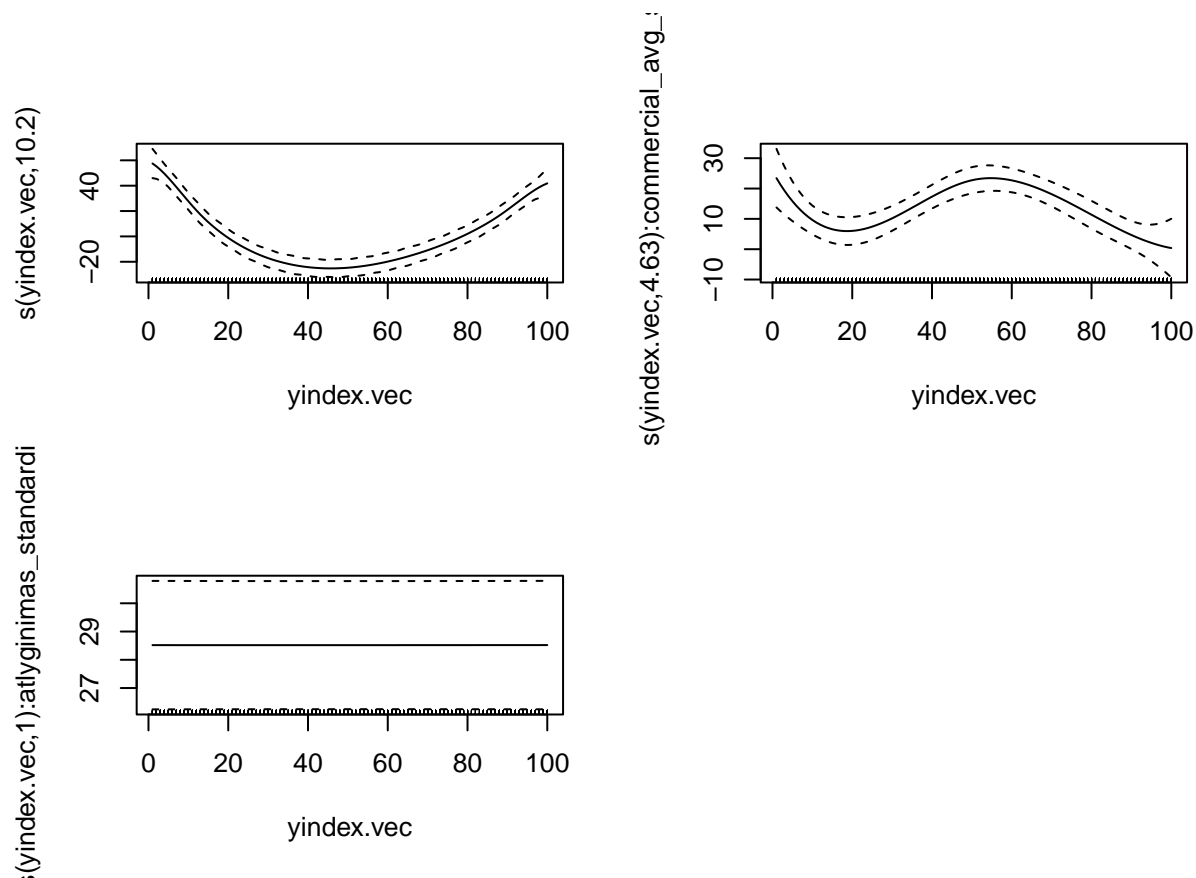 s(yindex.vec,10.2)
40
−20
0 20 40 60 80 100
yindex.vec
s(yindex.vec,4.63):commercial_avg_
30
10
−10
0 20 40 60 80 100
yindex.vec
s(yindex.vec,1):atlyginimas_standardi
29
27
0 20 40 60 80 100
yindex.vec